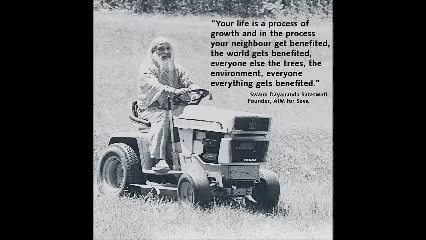 "Your life is a process of
growth and in the process
your neighbour get benefited,
the world gets benefited,
everyone else the trees, the
environment, everyone
everything gets benefited."
Swami Dayananda Saraswati
Founder, AIM for Seva.